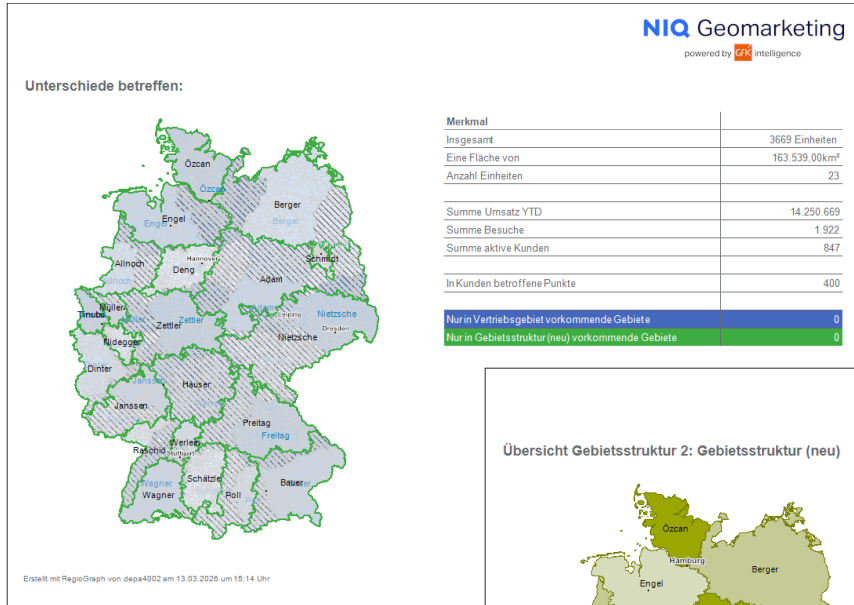 NIQ Geomarketing
powered by GfK intelligence
Unterschiede betreffen:
Merkmal
Insgesamt 3669 Einheiten
Eine Fläche von 163.539,00km²
Anzahl Einheiten 23
Summe Umsatz YTD 14.250.669
Summe Besuche 1.922
Summe aktive Kunden 847
In Kunden betroffene Punkte 400
Nur in Vertriebsgebiet vorkommende Gebiete 0
Nur in Gebietsstruktur (neu) vorkommende Gebiete 0
Özcan
Özcan
Berger
Engel
Berger
Engel
Allnoch
Hannover
Schmidt
Deng
Allnoch
Adam
Adam
Müller
Leipzig
Nietzsche
Tinubu
Müller
Zettler
Zettler
Dresden
Nietzsche
Nidegger
Dinter
Janssen
Häuser
Janssen
Freitag
Freitag
Werlein
Raschid
Stuttgart
Schätzle
Wagner
Bauer
Wagner
Poll
Übersicht Gebietsstruktur 2: Gebietsstruktur (neu)
Özcan
Hamburg
Berger
Engel
Erstellt mit RegioGraph von depa4002 am 13.03.2026 um 15:14 Uhr